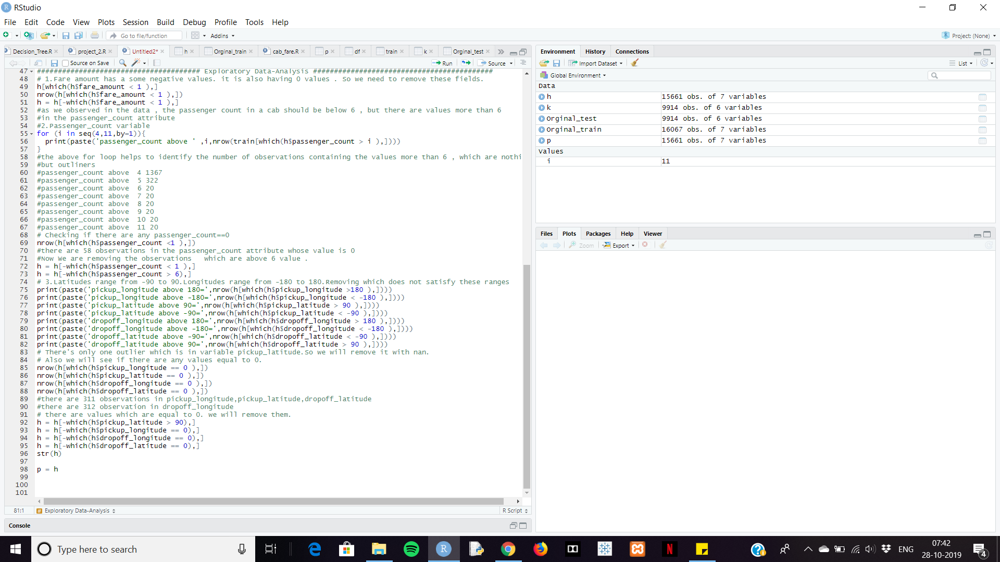 RStudio
File Edit Code View Plots Session Build Debug Profile Tools Help
Go to file/function Addins Project: (None)
Decision_Tree.R project_2.R Untitled2* h Orginal_train cab_fare.R p df train k Orginal_test
Source on Save Run Source
47 ####################################### Exploratory Data-Analysis ###########################################
48 # 1.Fare amount has a some negative values. it is also having 0 values . So we need to remove these fields.
49 h[which(h$fare_amount < 1 ),]
50 nrow(h[which(h$fare_amount < 1 ),])
51 h = h[-which(h$fare_amount < 1 ),]
52 #as we observed in the data , the passenger count in a cab should be below 6 , but there are values more than 6
53 #in the passenger_count attribute
54 #2.Passenger_count variable
55 for (i in seq(4,11,by=1)){
56 print(paste('passenger_count above ' ,i,nrow(train[which(h$passenger_count > i ),])))
57 }
58 #the above for loop helps to identify the number of observations containing the values more than 6 , which are nothi
59 #but outliners
60 #passenger_count above 4 1367
61 #passenger_count above 5 322
62 #passenger_count above 6 20
63 #passenger_count above 7 20
64 #passenger_count above 8 20
65 #passenger_count above 9 20
66 #passenger_count above 10 20
67 #passenger_count above 11 20
68 # Checking if there are any passenger_count==0
69 nrow(h[which(h$passenger_count <1 ),])
70 #there are 58 observations in the passenger_count attribute whose value is 0
71 #Now We are removing the observations which are above 6 value .
72 h = h[-which(h$passenger_count < 1 ),]
73 h = h[-which(h$passenger_count > 6),]
74 # 3.Latitudes range from -90 to 90.Longitudes range from -180 to 180.Removing which does not satisfy these ranges
75 print(paste('pickup_longitude above 180=',nrow(h[which(h$pickup_longitude >180 ),])))
76 print(paste('pickup_longitude above -180=',nrow(h[which(h$pickup_longitude < -180 ),])))
77 print(paste('pickup_latitude above 90=',nrow(h[which(h$pickup_latitude > 90 ),])))
78 print(paste('pickup_latitude above -90=',nrow(h[which(h$pickup_latitude < -90 ),])))
79 print(paste('dropoff_longitude above 180=',nrow(h[which(h$dropoff_longitude > 180 ),])))
80 print(paste('dropoff_longitude above -180=',nrow(h[which(h$dropoff_longitude < -180 ),])))
81 print(paste('dropoff_latitude above -90=',nrow(h[which(h$dropoff_latitude < -90 ),])))
82 print(paste('dropoff_latitude above 90=',nrow(h[which(h$dropoff_latitude > 90 ),])))
83 # There's only one outlier which is in variable pickup_latitude.So we will remove it with nan.
84 # Also we will see if there are any values equal to 0.
85 nrow(h[which(h$pickup_longitude == 0 ),])
86 nrow(h[which(h$pickup_latitude == 0 ),])
87 nrow(h[which(h$dropoff_longitude == 0 ),])
88 nrow(h[which(h$dropoff_latitude == 0 ),])
89 #there are 311 observations in pickup_longitude,pickup_latitude,dropoff_latitude
90 #there are 312 observation in dropoff_longitude
91 # there are values which are equal to 0. we will remove them.
92 h = h[-which(h$pickup_latitude > 90),]
93 h = h[-which(h$pickup_longitude == 0),]
94 h = h[-which(h$dropoff_longitude == 0),]
95 h = h[-which(h$dropoff_latitude == 0),]
96 str(h)
97
98 p = h
99
100
101
81:1 # Exploratory Data-Analysis R Script
Console
Environment History Connections
Import Dataset List
Global Environment
Data
h 15661 obs. of 7 variables
k 9914 obs. of 6 variables
Orginal_test 9914 obs. of 6 variables
Orginal_train 16067 obs. of 7 variables
p 15661 obs. of 7 variables
Values
i 11
Files Plots Packages Help Viewer
Zoom Export
Type here to search
ENG
07:42
28-10-2019
4